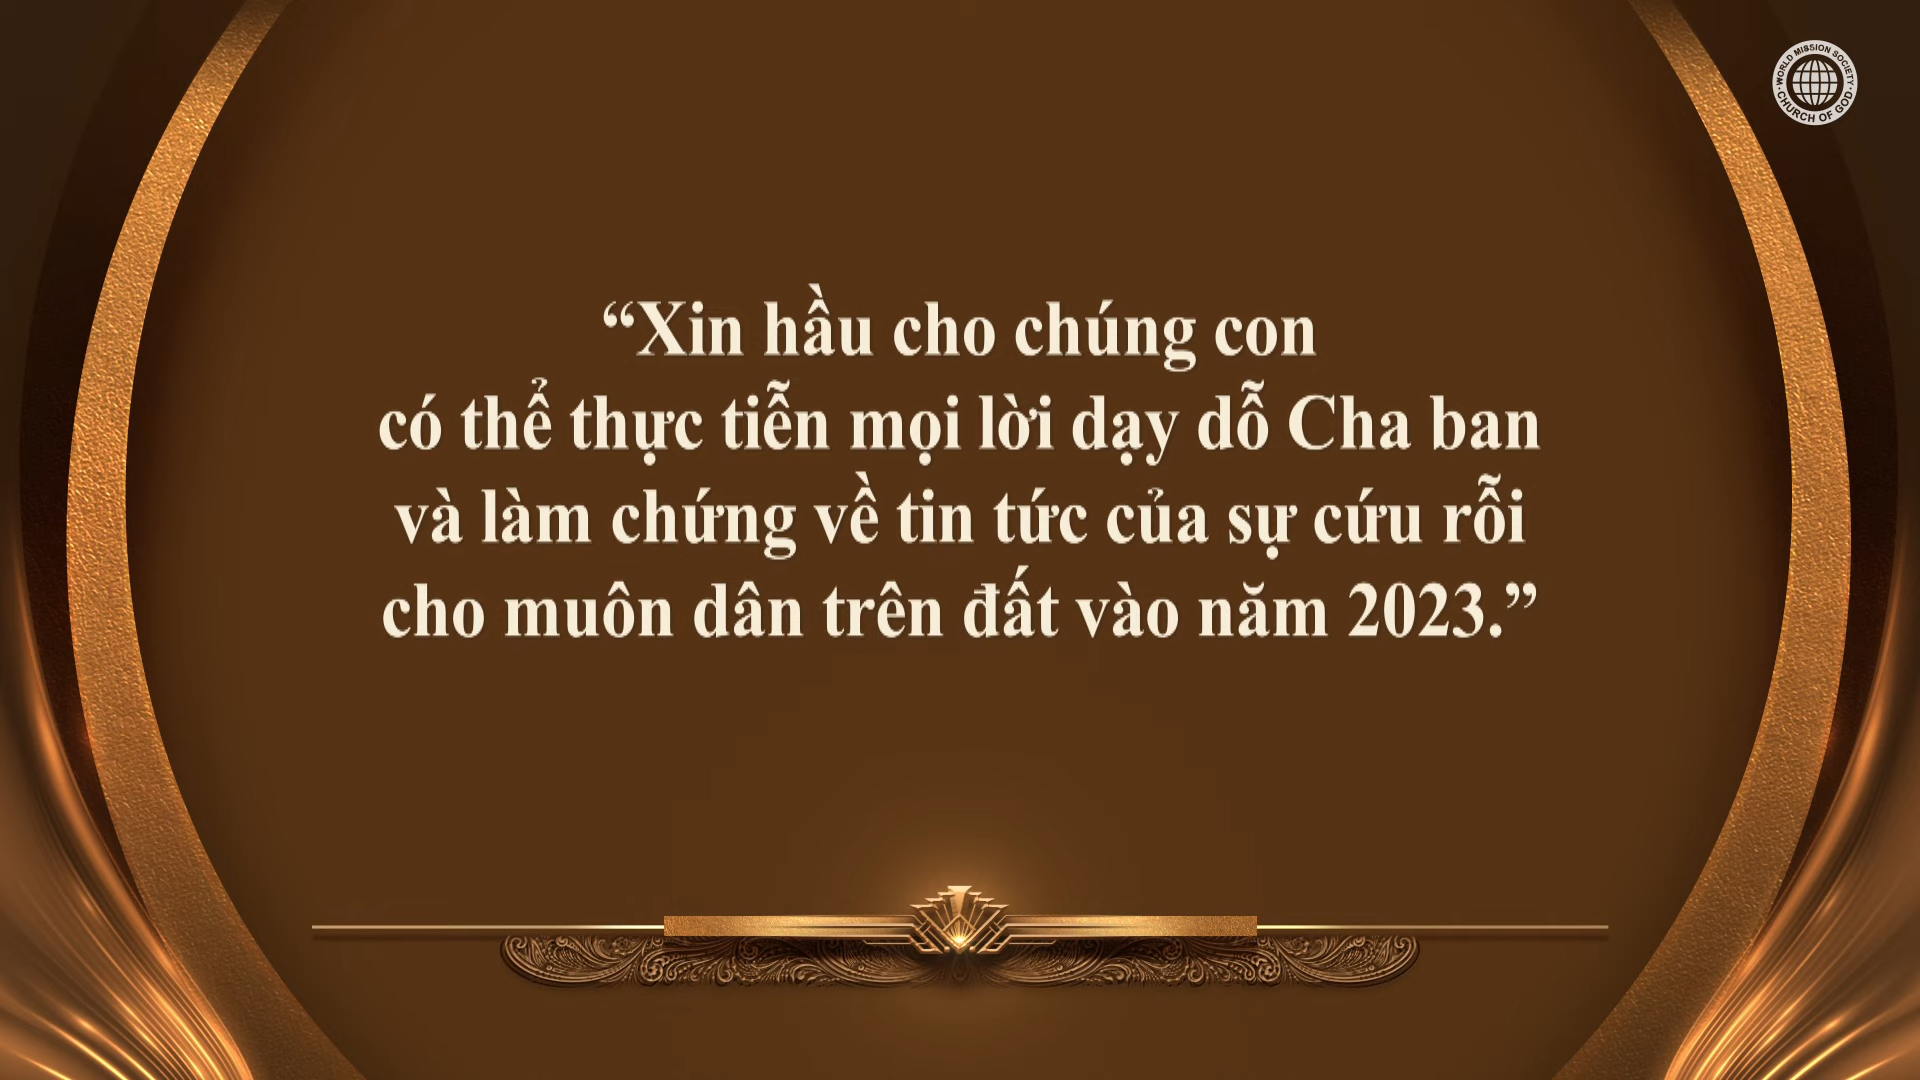 WORLD MISSION SOCIETY
CHURCH OF GOD
“Xin hầu cho chúng con
có thể thực tiễn mọi lời dạy dỗ Cha ban
và làm chứng về tin tức của sự cứu rỗi
cho muôn dân trên đất vào năm 2023.”